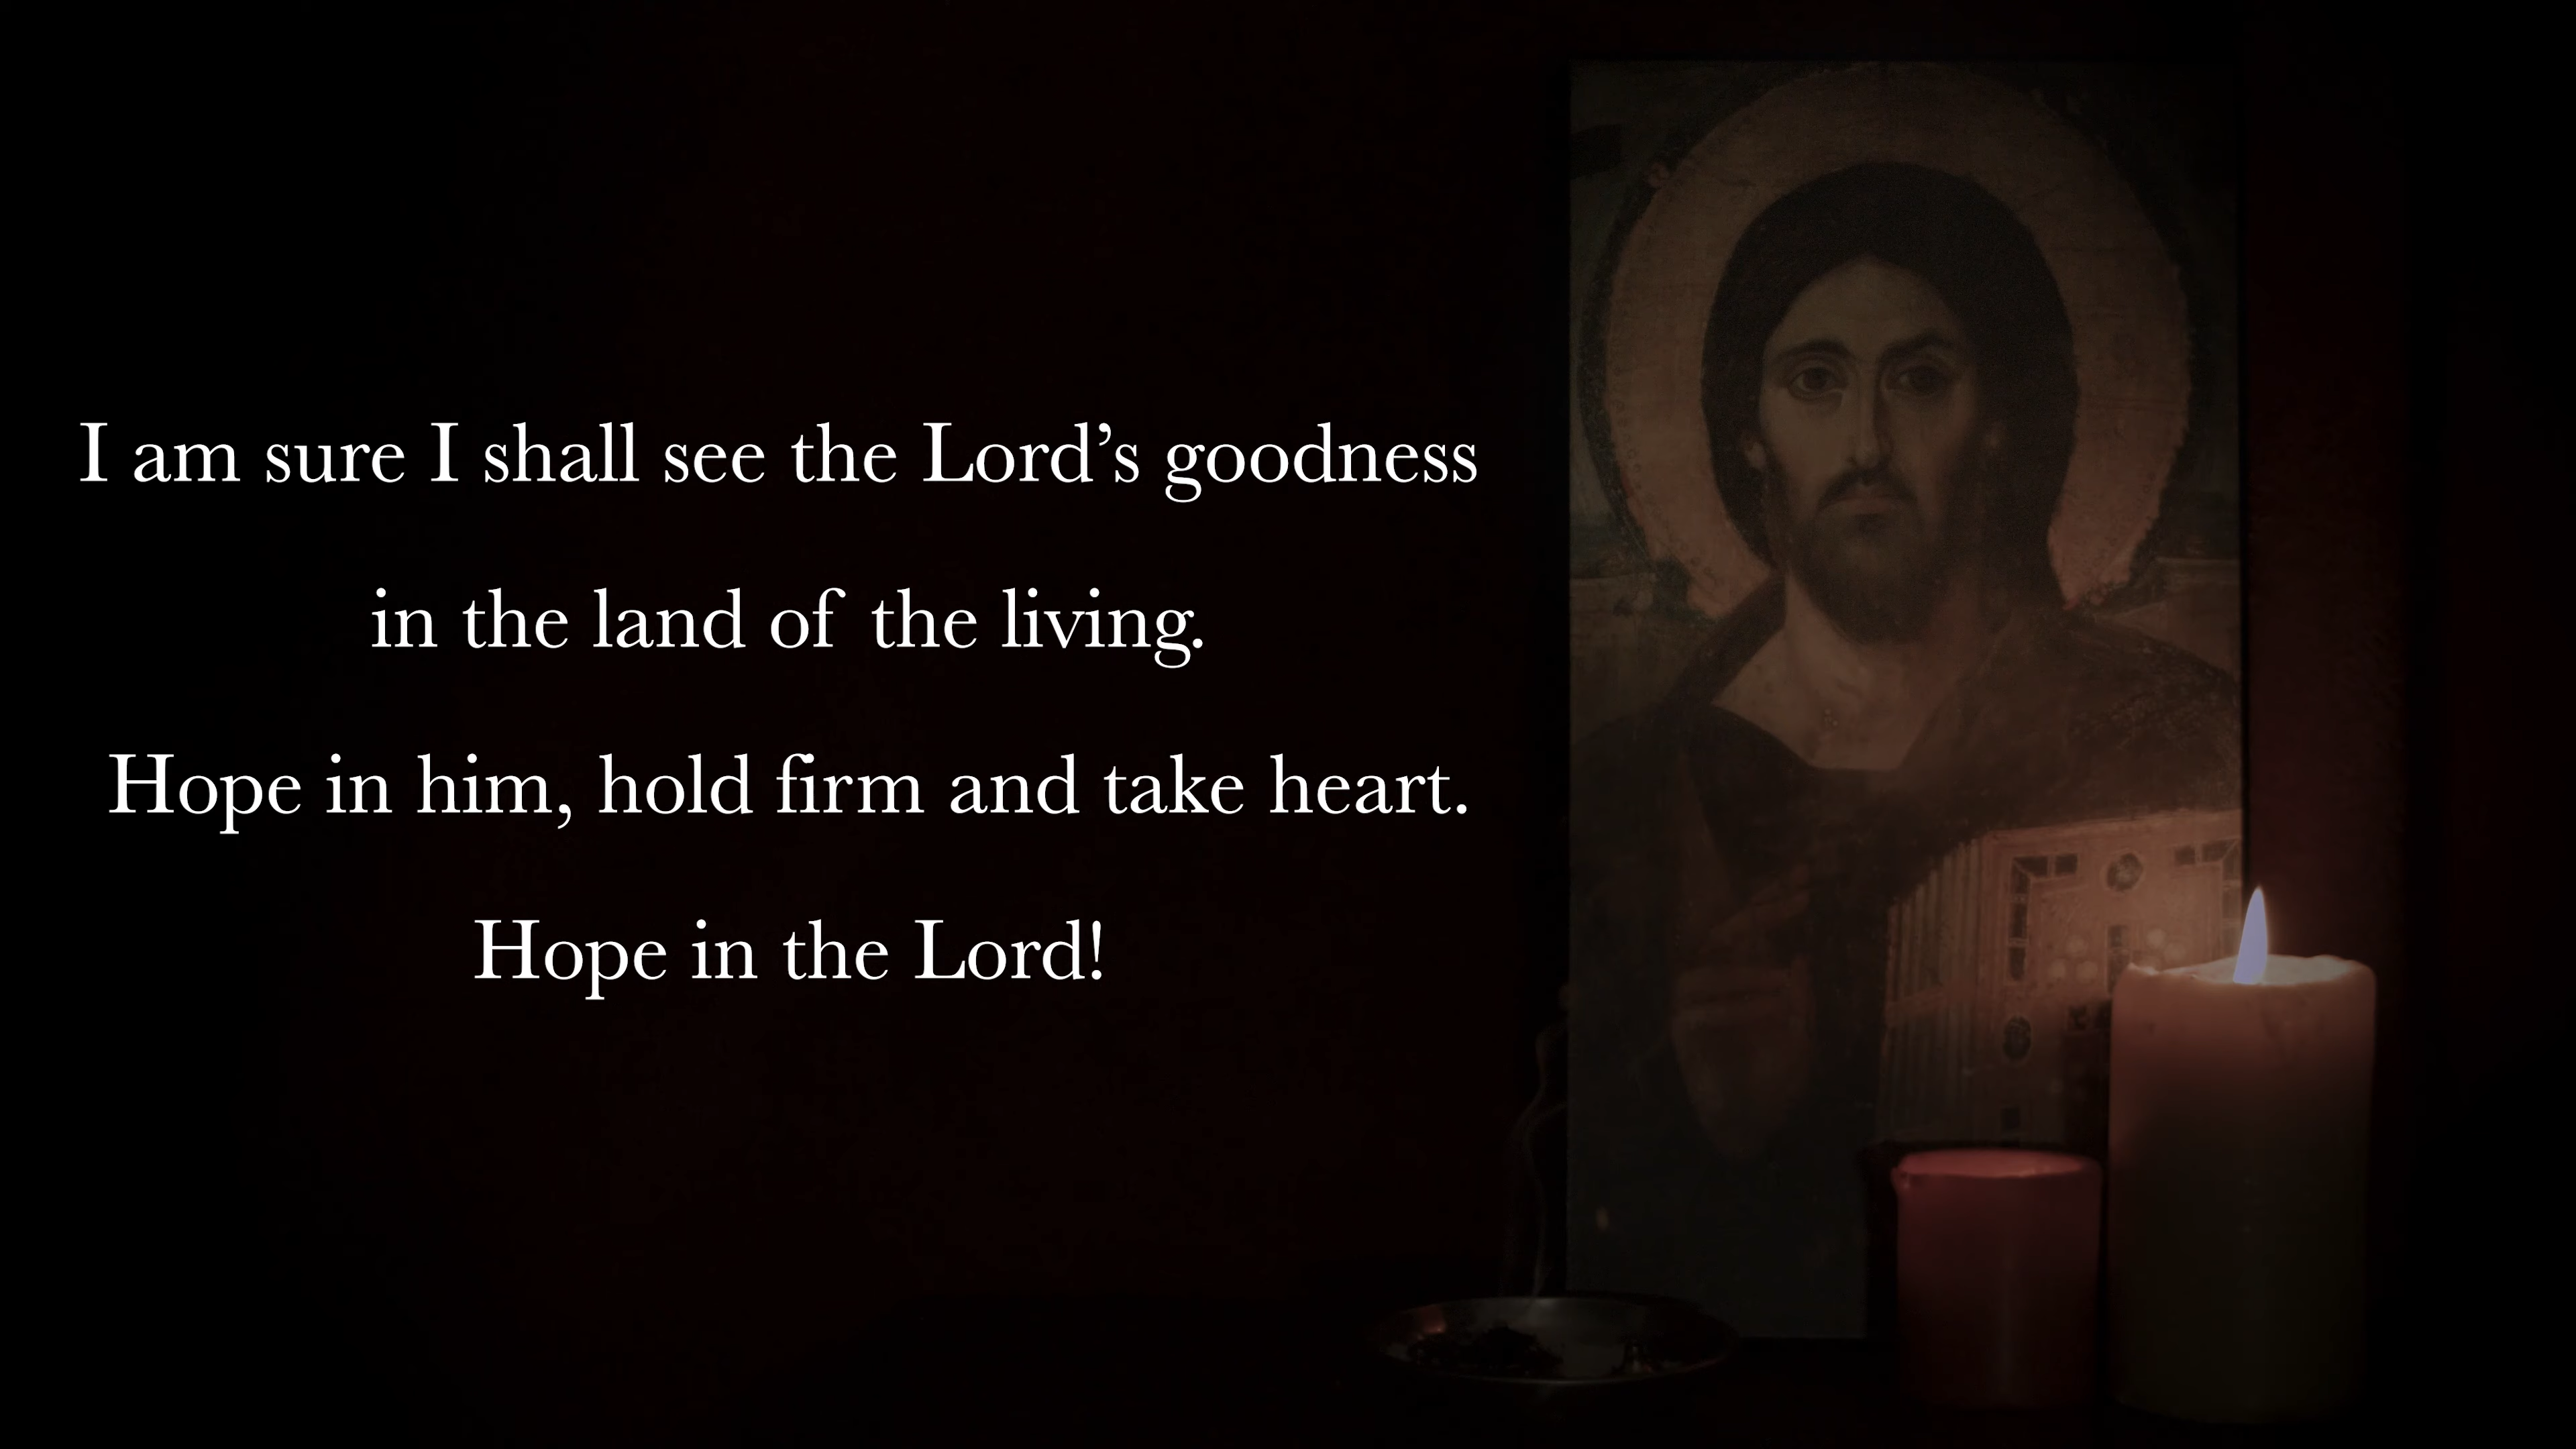 I am sure I shall see the Lord’s goodness
in the land of the living.
Hope in him, hold firm and take heart.
Hope in the Lord!